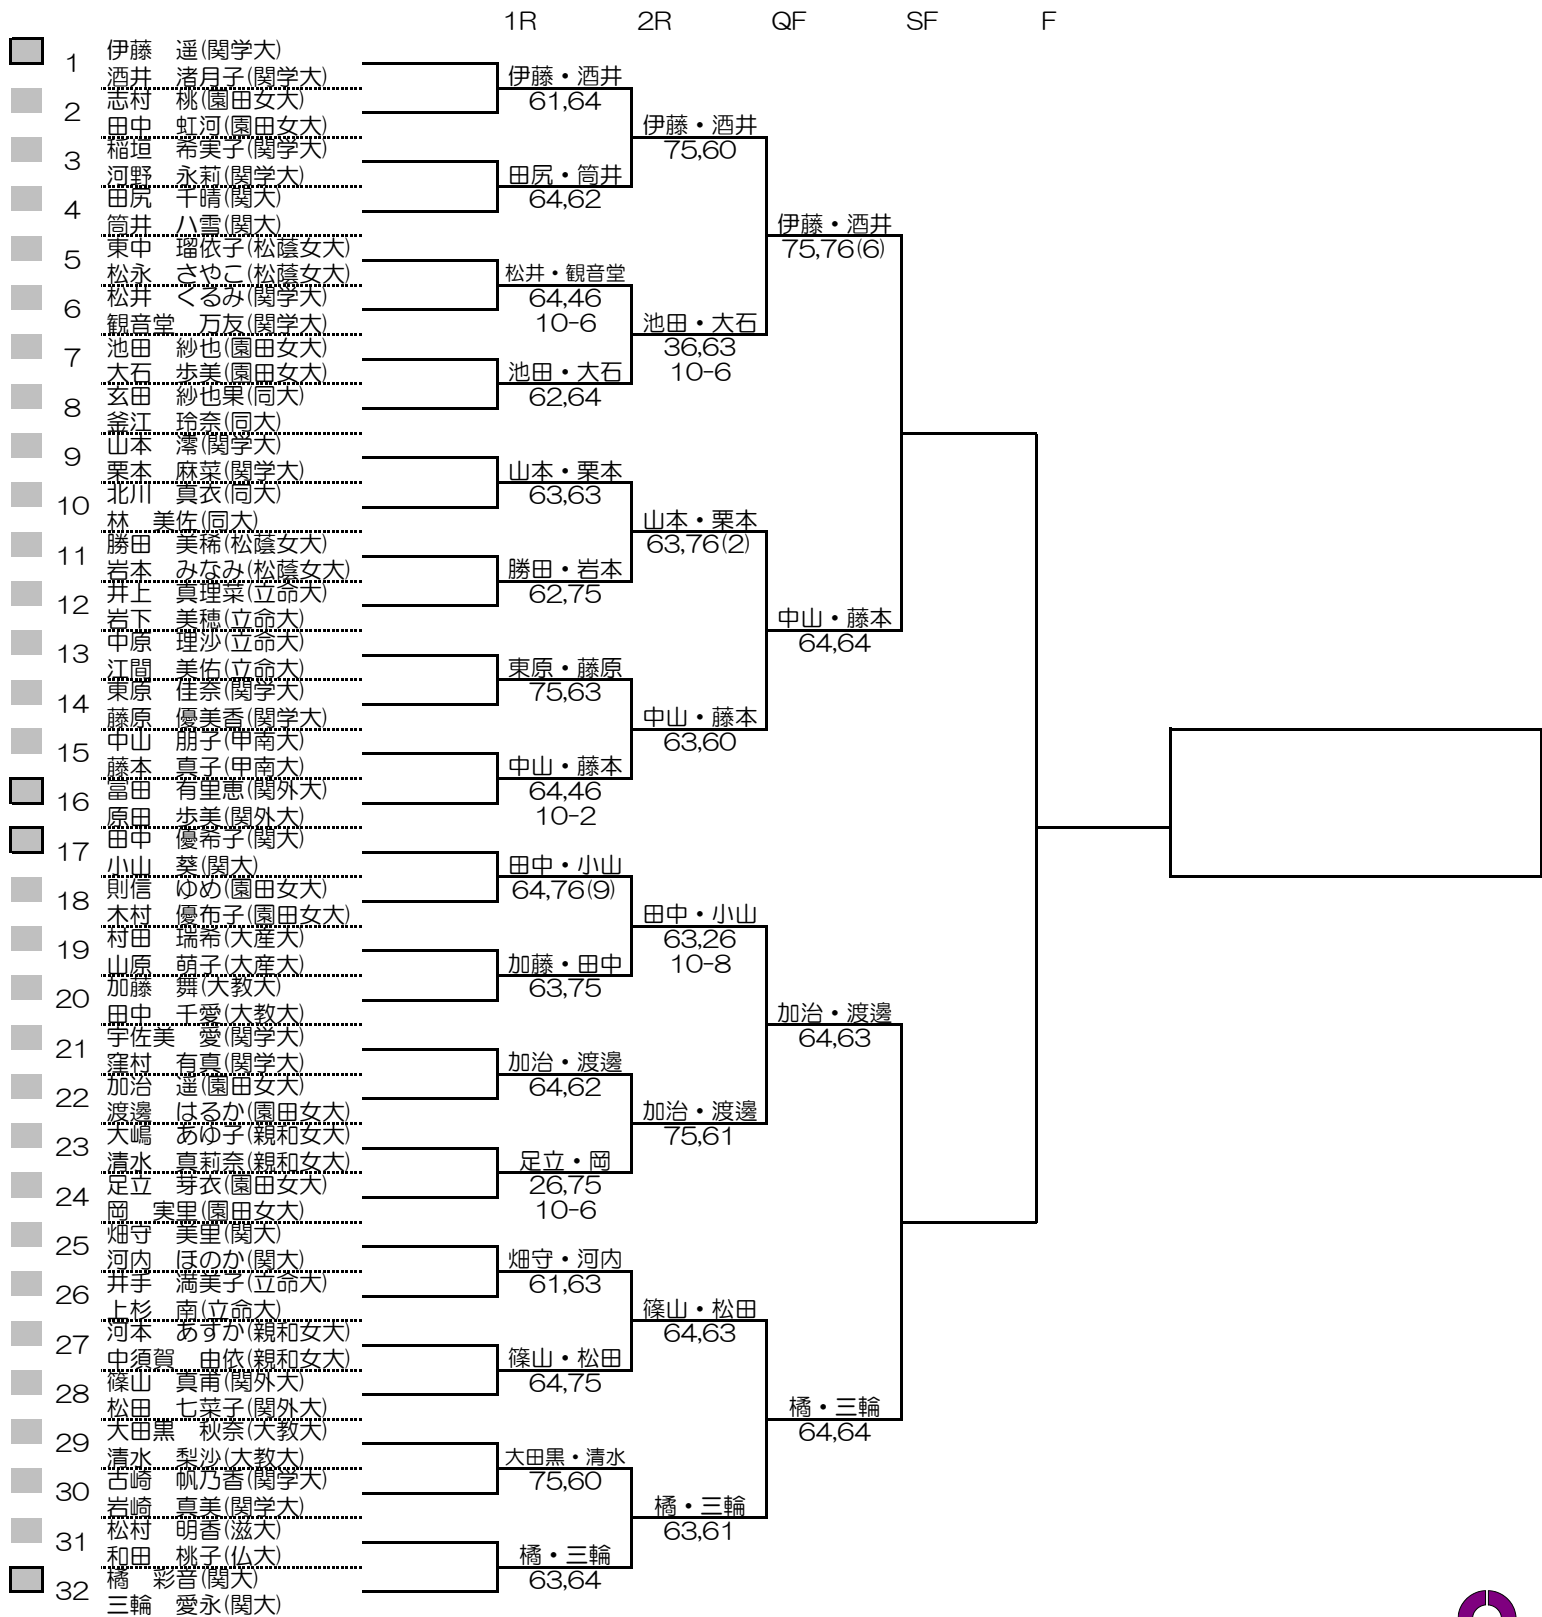 1R 2R QF SF F
1 伊藤 遥(関学大)
酒井 渚月子(関学大)
伊藤・酒井
61,64
2 志村 桃(園田女大)
田中 虹河(園田女大)
伊藤・酒井
75,60
3 稲垣 希実子(関学大)
河野 永莉(関学大)
田尻・筒井
64,62
4 田尻 千晴(関大)
筒井 八雪(関大)
伊藤・酒井
75,76(6)
5 東中 瑠依子(松蔭女大)
松永 さやこ(松蔭女大)
松井・観音堂
64,46
10-6
6 松井 くるみ(関学大)
観音堂 万友(関学大)
池田・大石
36,63
10-6
7 池田 紗也(園田女大)
大石 歩美(園田女大)
池田・大石
62,64
8 玄田 紗也果(同大)
釜江 玲奈(同大)
9 山本 澪(関学大)
栗本 麻菜(関学大)
山本・栗本
63,63
10 北川 真衣(同大)
林 美佐(同大)
山本・栗本
63,76(2)
11 勝田 美稀(松蔭女大)
岩本 みなみ(松蔭女大)
勝田・岩本
62,75
12 井上 真理菜(立命大)
岩下 美穂(立命大)
中山・藤本
64,64
13 中原 理沙(立命大)
江間 美佑(立命大)
東原・藤原
75,63
14 東原 佳奈(関学大)
藤原 優美香(関学大)
中山・藤本
63,60
15 中山 朋子(甲南大)
藤本 真子(甲南大)
中山・藤本
64,46
10-2
16 富田 有里恵(関外大)
原田 歩美(関外大)
17 田中 優希子(関大)
小山 葵(関大)
田中・小山
64,76(9)
18 則信 ゆめ(園田女大)
木村 優布子(園田女大)
田中・小山
63,26
10-8
19 村田 瑞希(大産大)
山原 萌子(大産大)
加藤・田中
63,75
20 加藤 舞(大教大)
田中 千愛(大教大)
加治・渡邊
64,63
21 宇佐美 愛(関学大)
窪村 有真(関学大)
加治・渡邊
64,62
22 加治 遥(園田女大)
渡邊 はるか(園田女大)
加治・渡邊
75,61
23 大嶋 あゆ子(親和女大)
清水 真莉奈(親和女大)
足立・岡
26,75
10-6
24 足立 芽衣(園田女大)
岡 実里(園田女大)
25 畑守 美里(関大)
河内 ほのか(関大)
畑守・河内
61,63
26 井手 満美子(立命大)
上杉 南(立命大)
篠山・松田
64,63
27 河本 あすか(親和女大)
中須賀 由依(親和女大)
篠山・松田
64,75
28 篠山 真甫(関外大)
松田 七菜子(関外大)
橘・三輪
64,64
29 大田黒 秋奈(大教大)
清水 梨沙(大教大)
大田黒・清水
75,60
30 古崎 帆乃香(関学大)
岩崎 真美(関学大)
橘・三輪
63,61
31 松村 明香(滋大)
和田 桃子(仏大)
橘・三輪
63,64
32 橘 彩音(関大)
三輪 愛永(関大)